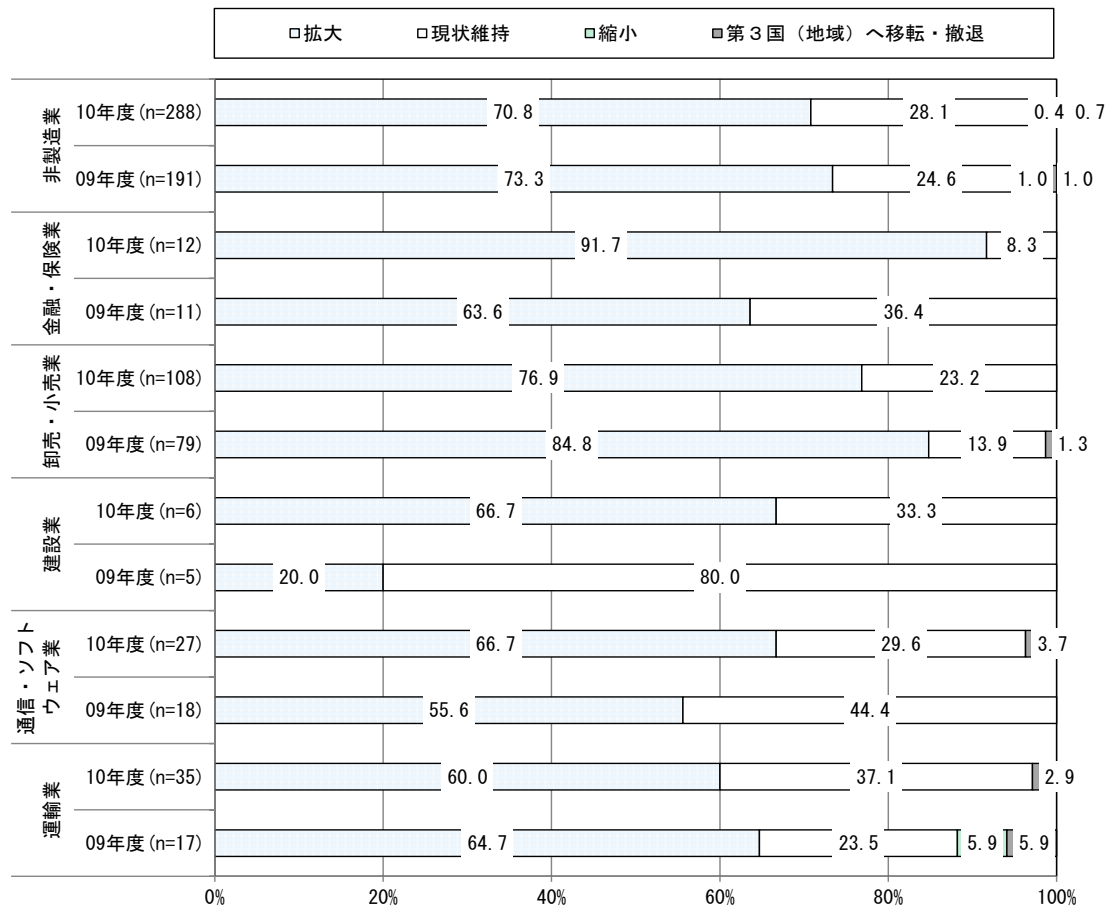 □拡大 □現状維持 □縮小 ■第３国（地域）へ移転・撤退
非製造業
10年度(n=288) 70.8 28.1 0.4 0.7
09年度(n=191) 73.3 24.6 1.0 1.0
金融・保険業
10年度(n=12) 91.7 8.3
09年度(n=11) 63.6 36.4
卸売・小売業
10年度(n=108) 76.9 23.2
09年度(n=79) 84.8 13.9 1.3
建設業
10年度(n=6) 66.7 33.3
09年度(n=5) 20.0 80.0
通信・ソフト
ウェア業
10年度(n=27) 66.7 29.6 3.7
09年度(n=18) 55.6 44.4
運輸業
10年度(n=35) 60.0 37.1 2.9
09年度(n=17) 64.7 23.5 5.9 5.9
0% 20% 40% 60% 80% 100%